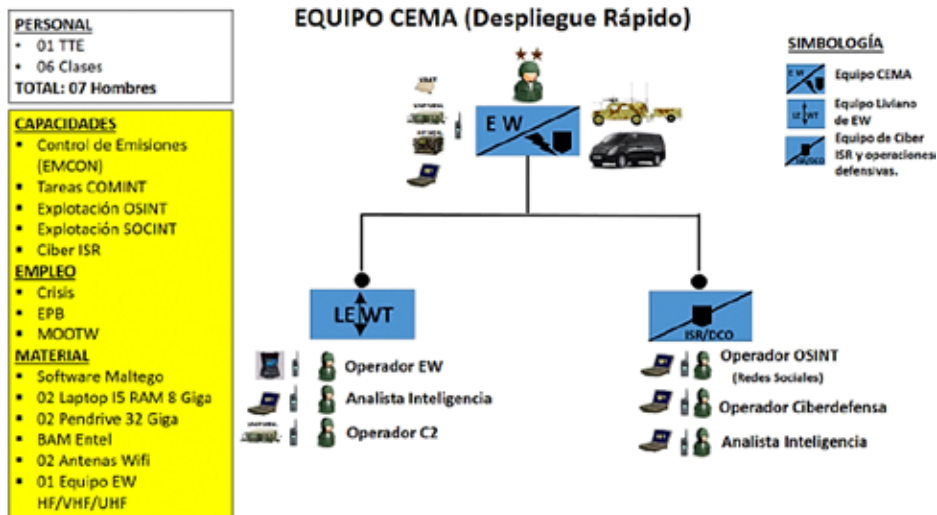 EQUIPO CEMA (Despliegue Rápido)
PERSONAL
• 01 TTE
• 06 Clases
TOTAL: 07 Hombres
CAPACIDADES
▪ Control de Emisiones
(EMCON)
▪ Tareas COMINT
▪ Explotación OSINT
▪ Explotación SOCINT
▪ Ciber ISR
EMPLEO
▪ Crisis
▪ EPB
▪ MOOTW
MATERIAL
▪ Software Maltego
▪ 02 Laptop I5 RAM 8 Giga
▪ 02 Pendrive 32 Giga
▪ BAM Entel
▪ 02 Antenas Wifi
▪ 01 Equipo EW
HF/VHF/UHF
E W
SIMBOLOGÍA
E W
Equipo CEMA
LE WT
Equipo Liviano
de EW
ISR/DCO
Equipo de Ciber
ISR y operaciones
defensivas.
LE WT
Operador EW
Analista Inteligencia
Operador C2
ISR/DCO
Operador OSINT
(Redes Sociales)
Operador Ciberdefensa
Analista Inteligencia